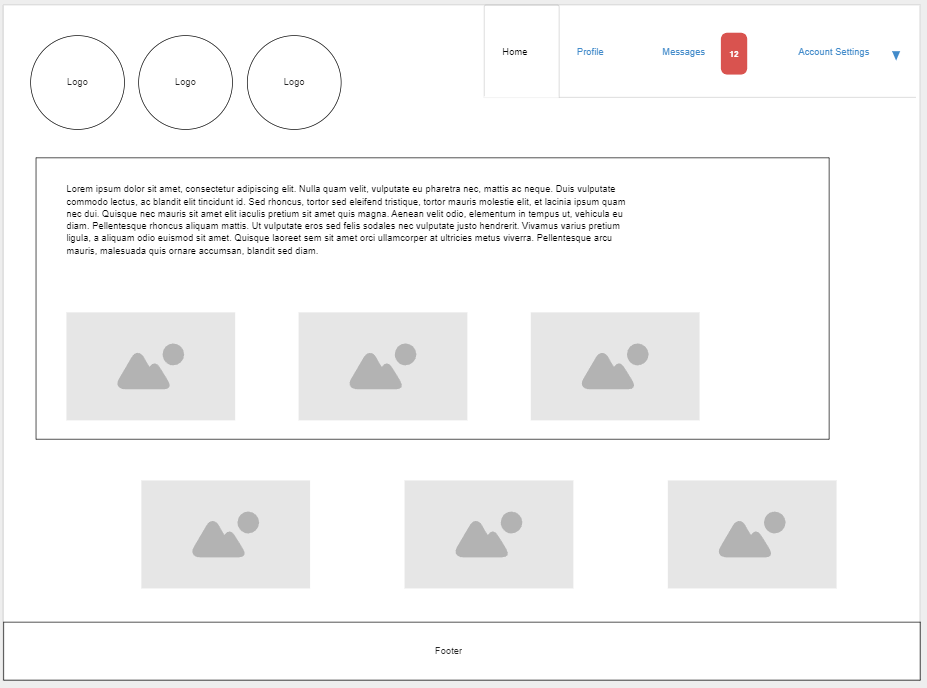 Home
Profile
Messages
12
Account Settings
Logo
Logo
Logo
Lorem ipsum dolor sit amet, consectetur adipiscing elit. Nulla quam velit, vulputate eu pharetra nec, mattis ac neque. Duis vulputate
commodo lectus, ac blandit elit tincidunt id. Sed rhoncus, tortor sed eleifend tristique, tortor mauris molestie elit, et lacinia ipsum quam
nec dui. Quisque nec mauris sit amet elit iaculis pretium sit amet quis magna. Aenean velit odio, elementum in tempus ut, vehicula eu
diam. Pellentesque rhoncus aliquam mattis. Ut vulputate eros sed felis sodales nec vulputate justo hendrerit. Vivamus varius pretium
ligula, a aliquam odio euismod sit amet. Quisque laoreet sem sit amet orci ullamcorper at ultricies metus viverra. Pellentesque arcu
mauris, malesuada quis ornare accumsan, blandit sed diam.
Footer